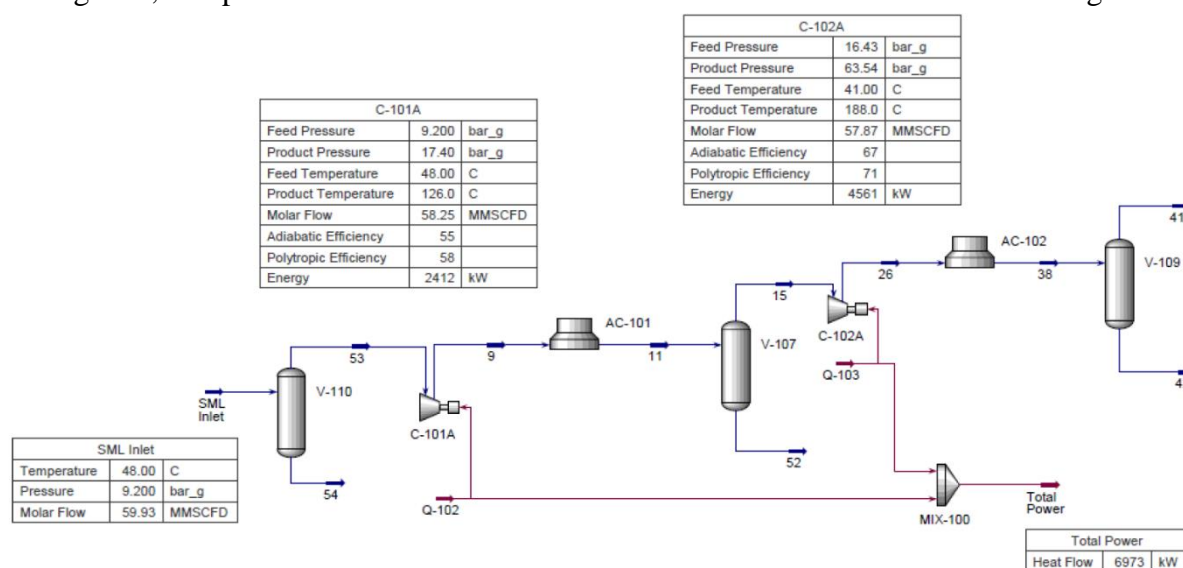 C-102A
Feed Pressure 16.43 bar_g
Product Pressure 63.54 bar_g
Feed Temperature 41.00 C
Product Temperature 188.0 C
Molar Flow 57.87 MMSCFD
Adiabatic Efficiency 67
Polytropic Efficiency 71
Energy 4561 kW
C-101A
Feed Pressure 9.200 bar_g
Product Pressure 17.40 bar_g
Feed Temperature 48.00 C
Product Temperature 126.0 C
Molar Flow 58.25 MMSCFD
Adiabatic Efficiency 55
Polytropic Efficiency 58
Energy 2412 kW
41
AC-102
26
38
V-109
15
AC-101
C-102A
53
9
11
V-107
Q-103
V-110
SML
Inlet
C-101A
4
52
54
Q-102
MIX-100
Total
Power
SML Inlet
Temperature 48.00 C
Pressure 9.200 bar_g
Molar Flow 59.93 MMSCFD
Total Power
Heat Flow 6973 kW